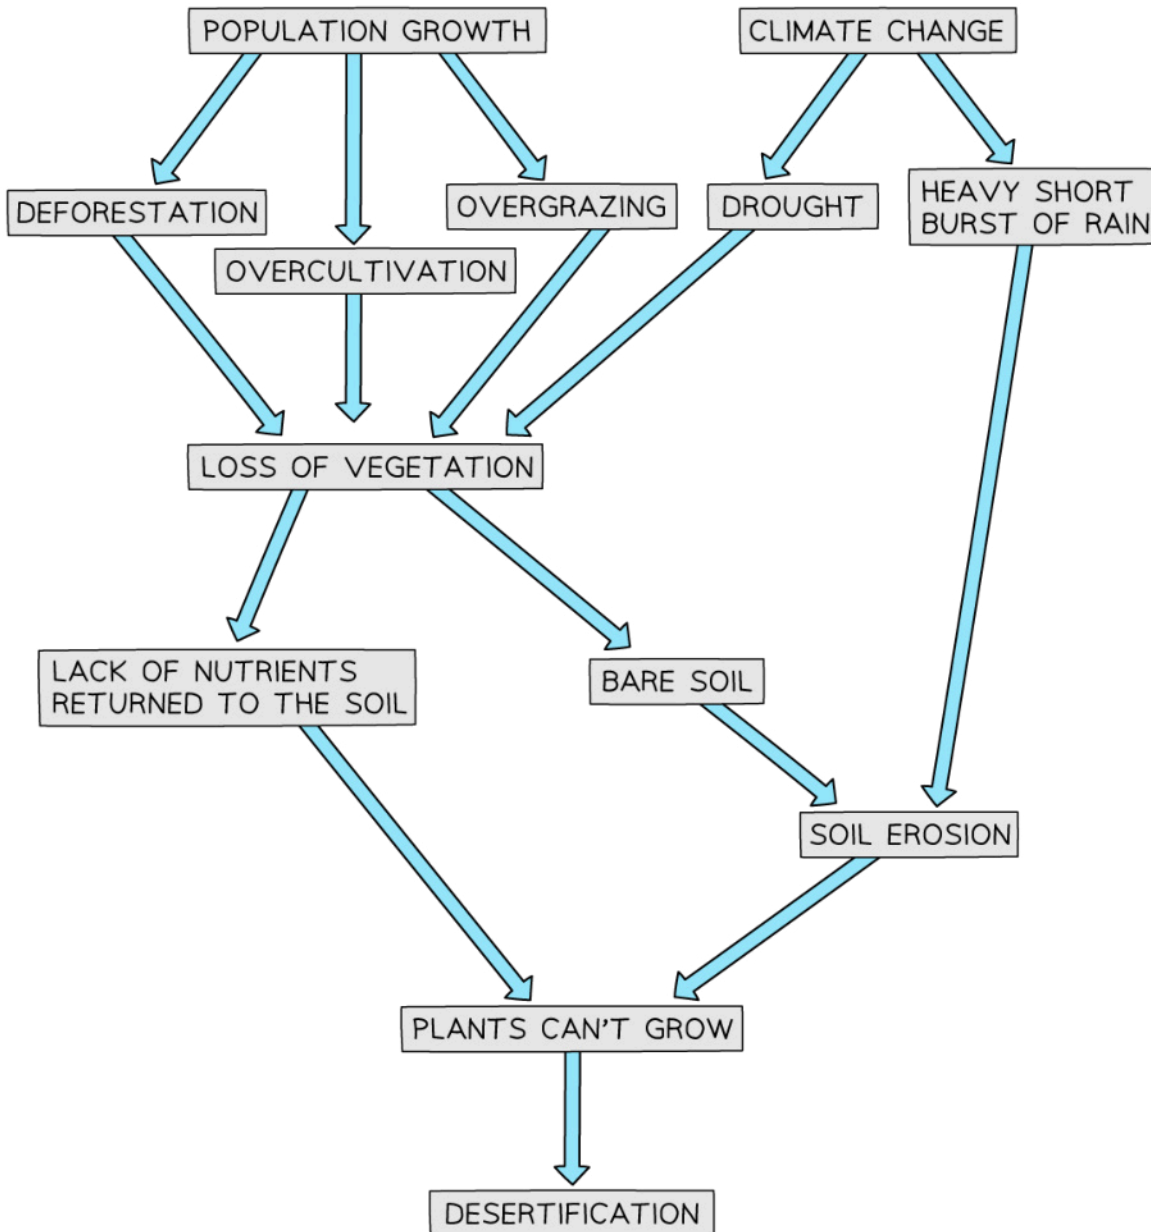 POPULATION GROWTH
CLIMATE CHANGE
DEFORESTATION
OVERGRAZING
DROUGHT
HEAVY SHORT
BURST OF RAIN
OVERCULTIVATION
LOSS OF VEGETATION
LACK OF NUTRIENTS
RETURNED TO THE SOIL
BARE SOIL
SOIL EROSION
PLANTS CAN'T GROW
DESERTIFICATION